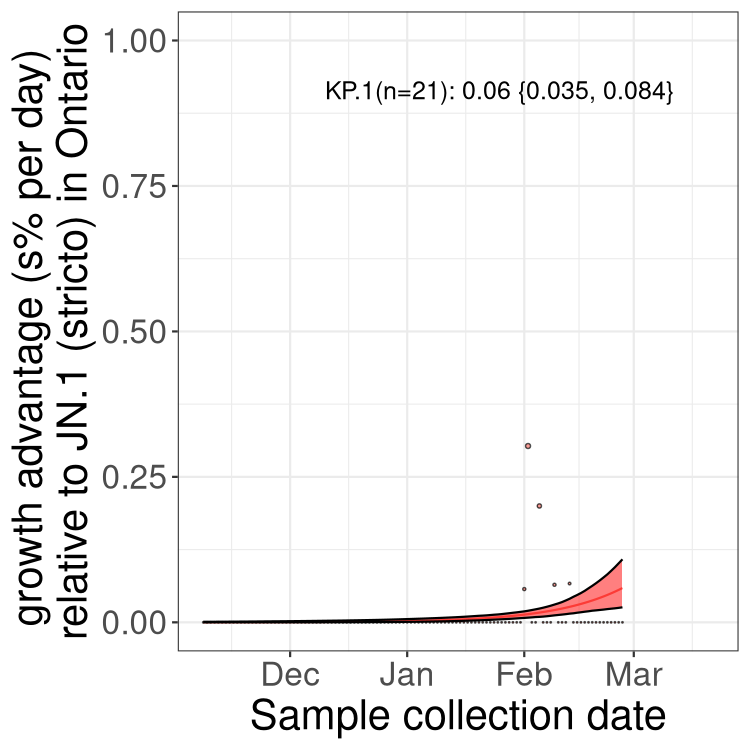 growth advantage (s% per day)
relative to JN.1 (stricto) in Ontario
1.00
0.75
0.50
0.25
0.00
KP.1(n=21): 0.06 {0.035, 0.084}
Dec
Jan
Feb
Mar
Sample collection date